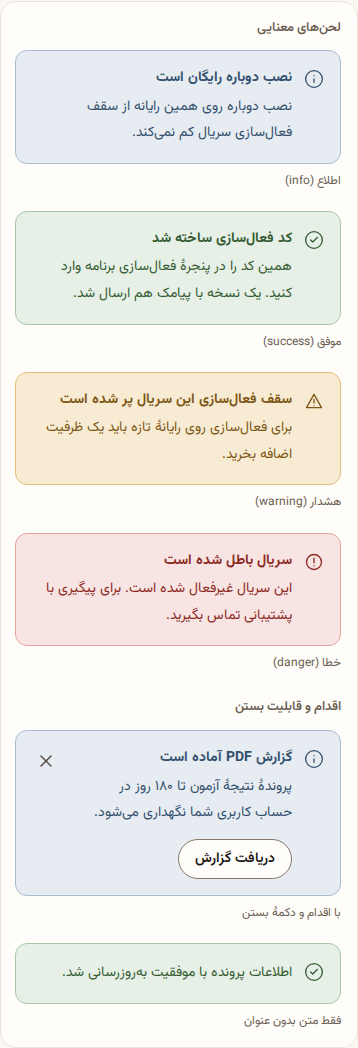 لحن‌های معنایی
نصب دوباره رایگان است
نصب دوباره روی همین رایانه از سقف
فعال‌سازی سریال کم نمی‌کند.
اطلاع (info)
کد فعال‌سازی ساخته شد
همین کد را در پنجرهٔ فعال‌سازی برنامه وارد
کنید. یک نسخه با پیامک هم ارسال شد.
موفق (success)
سقف فعال‌سازی این سریال پر شده است
برای فعال‌سازی روی رایانهٔ تازه باید یک ظرفیت
اضافه بخرید.
هشدار (warning)
سریال باطل شده است
این سریال غیرفعال شده است. برای پیگیری با
پشتیبانی تماس بگیرید.
خطا (danger)
اقدام و قابلیت بستن
گزارش PDF آماده است
پروندهٔ نتیجهٔ آزمون تا ۱۸۰ روز در
حساب کاربری شما نگهداری می‌شود.
دریافت گزارش
با اقدام و دکمهٔ بستن
اطلاعات پرونده با موفقیت به‌روزرسانی شد.
فقط متن بدون عنوان